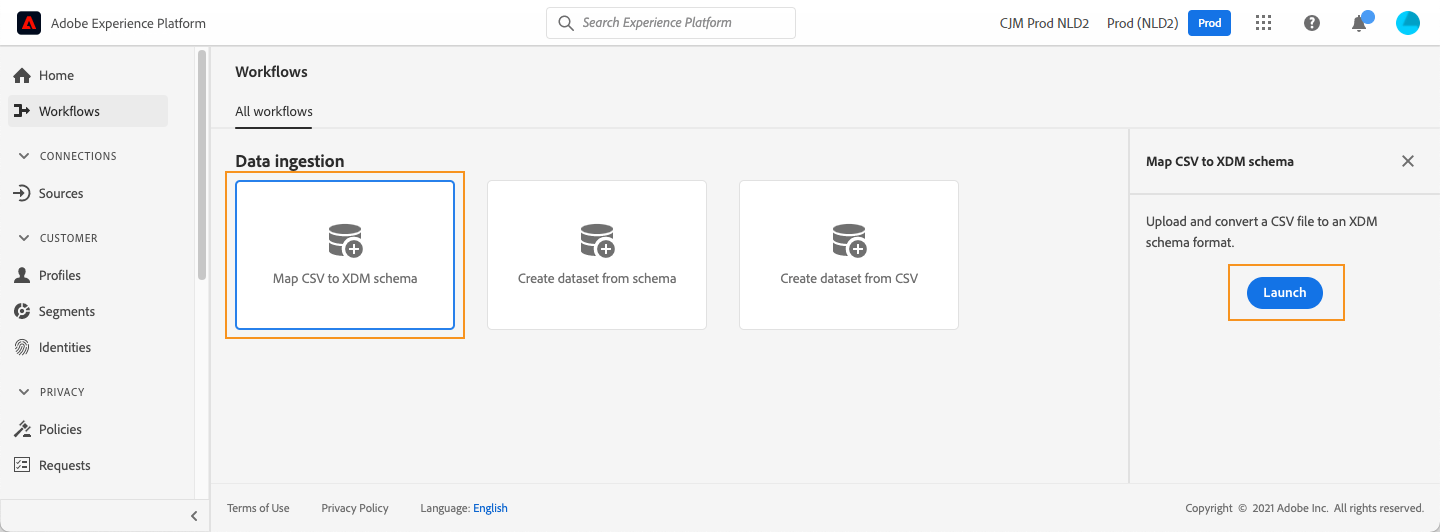 Adobe Experience Platform
Search Experience Platform
CJM Prod NLD2
Prod (NLD2)
Prod
Home
Workflows
CONNECTIONS
Sources
CUSTOMER
Profiles
Segments
Identities
PRIVACY
Policies
Requests
Workflows
All workflows
Data ingestion
Map CSV to XDM schema
Create dataset from schema
Create dataset from CSV
Map CSV to XDM schema
Upload and convert a CSV file to an XDM
schema format.
Launch
Terms of Use
Privacy Policy
Language: English
Copyright © 2021 Adobe Inc. All rights reserved.